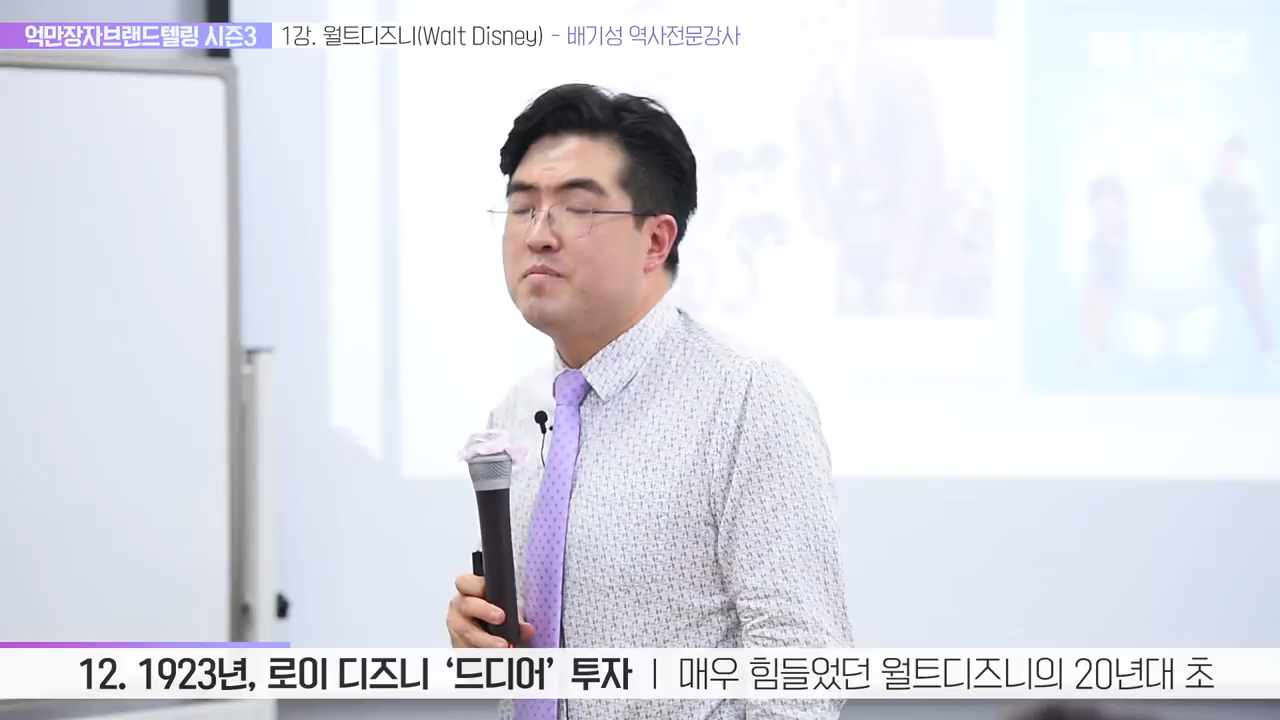 억만장자브랜드텔링 시즌3 1강. 월트디즈니(Walt Disney) - 배기성 역사전문강사
12. 1923년, 로이 디즈니 ‘드디어’ 투자 | 매우 힘들었던 월트디즈니의 20년대 초